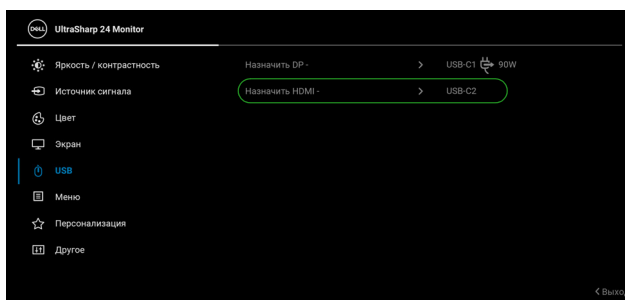 DELL UltraSharp 24 Monitor
Яркость / контрастность
Назначить DP - > USB-C1 90W
Источник сигнала
Назначить HDMI - > USB-C2
Цвет
Экран
USB
Меню
Персонализация
Другое
< Выхо